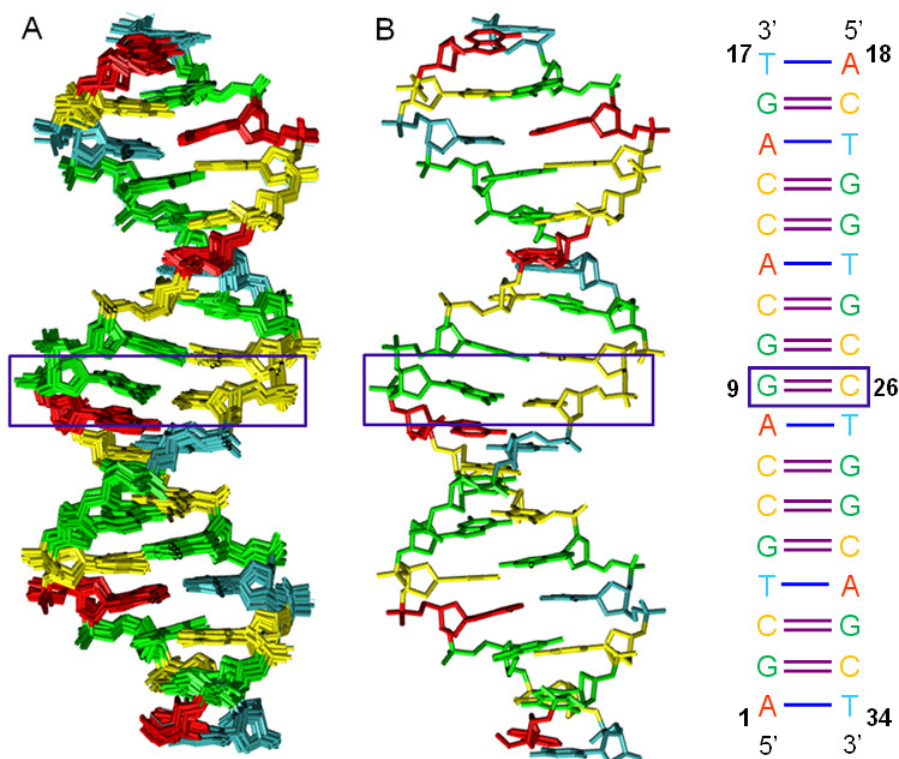 A
B
3’ 5’
17 T A 18
G C
A T
C G
C G
A T
C G
G C
9 G C 26
A T
C G
C G
G C
T A
C G
G C
1 A T 34
5’ 3’